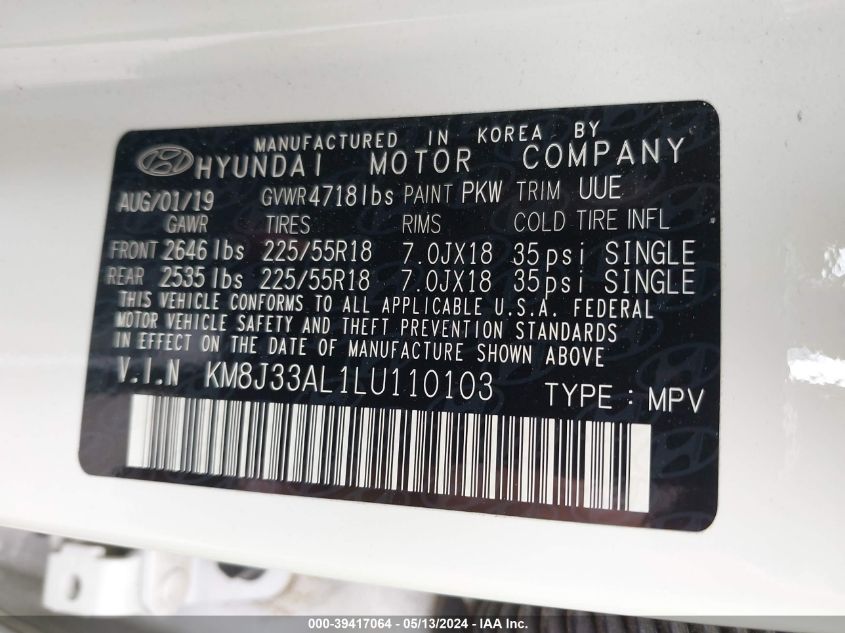 MANUFACTURED IN KOREA BY
HYUNDAI MOTOR COMPANY
AUG/01/19 GVWR 4718 lbs PAINT PKW TRIM UUE
GAWR TIRES RIMS COLD TIRE INFL
FRONT 2646 lbs 225/55R18 7.0JX18 35 psi SINGLE
REAR 2535 lbs 225/55R18 7.0JX18 35 psi SINGLE
THIS VEHICLE CONFORMS TO ALL APPLICABLE U.S.A. FEDERAL
MOTOR VEHICLE SAFETY AND THEFT PREVENTION STANDARDS
IN EFFECT ON THE DATE OF MANUFACTURE SHOWN ABOVE
V.I.N KM8J33AL1LU110103 TYPE : MPV
000-39417064 - 05/13/2024 - IAA Inc.